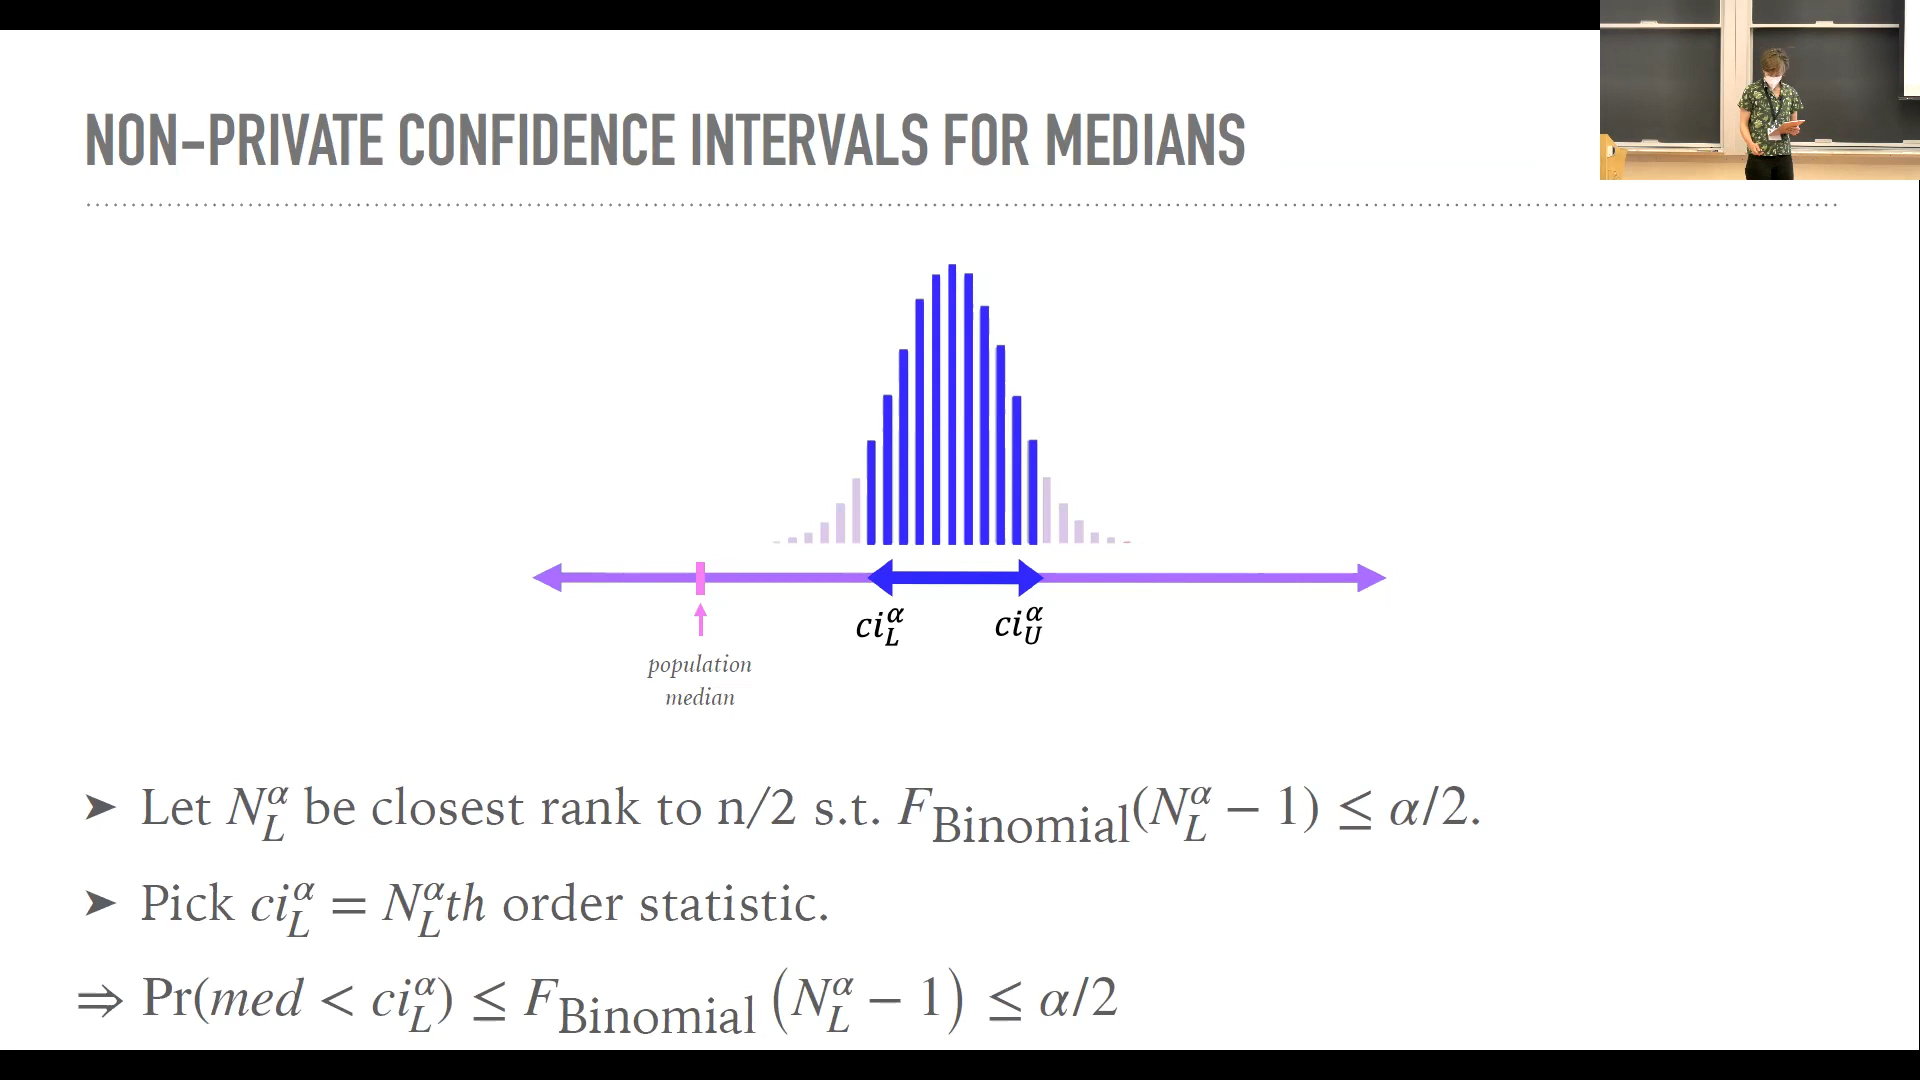 NON-PRIVATE CONFIDENCE INTERVALS FOR MEDIANS
ci_L^α ci_U^α
population
median
➤ Let N_L^α be closest rank to n/2 s.t. F_Binomial(N_L^α − 1) ≤ α/2.
➤ Pick ci_L^α = N_L^α th order statistic.
⇒ Pr(med < ci_L^α) ≤ F_Binomial (N_L^α − 1) ≤ α/2